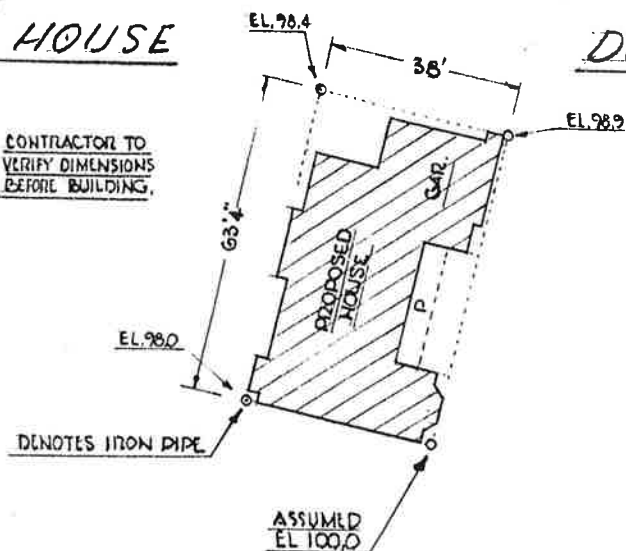 HOUSE
D
EL. 98.4
38'
EL. 98.9
CONTRACTOR TO
VERIFY DIMENSIONS
BEFORE BUILDING.
GAR.
63'4"
PROPOSED
HOUSE
P
EL. 98.0
DENOTES IRON PIPE
ASSUMED
EL 100.0